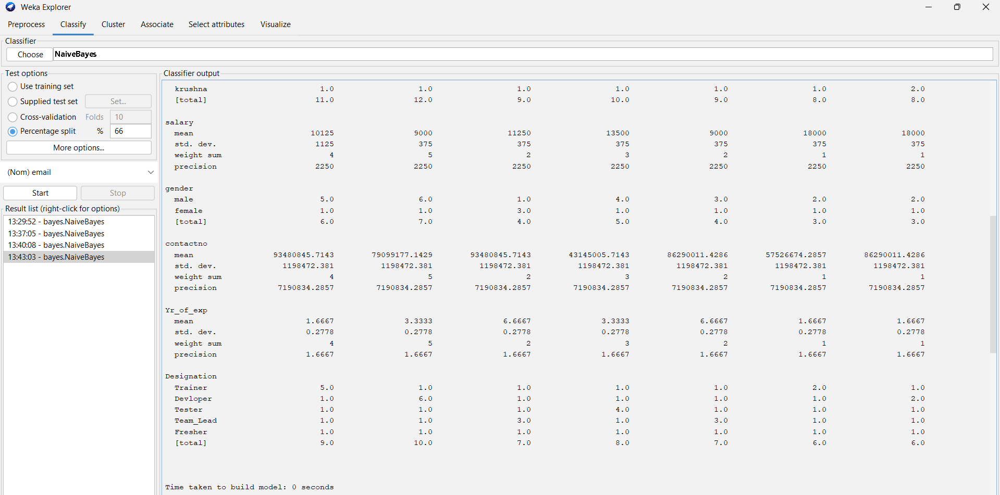 Weka Explorer
Preprocess Classify Cluster Associate Select attributes Visualize
Classifier
Choose NaiveBayes
Test options
Use training set
Supplied test set Set...
Cross-validation Folds 10
Percentage split % 66
More options...
(Nom) email
Start Stop
Result list (right-click for options)
13:29:52 - bayes.NaiveBayes
13:37:05 - bayes.NaiveBayes
13:40:08 - bayes.NaiveBayes
13:43:03 - bayes.NaiveBayes
Classifier output
krushna 1.0 1.0 1.0 1.0 1.0 1.0 2.0
[total] 11.0 12.0 9.0 10.0 9.0 8.0 8.0
salary
mean 10125 9000 11250 13500 9000 18000 18000
std. dev. 1125 375 375 375 375 375 375
weight sum 4 5 2 3 2 1 1
precision 2250 2250 2250 2250 2250 2250 2250
gender
male 5.0 6.0 1.0 4.0 3.0 2.0 2.0
female 1.0 1.0 3.0 1.0 1.0 1.0 1.0
[total] 6.0 7.0 4.0 5.0 4.0 3.0 3.0
contactno
mean 93480845.7143 79099177.1429 93480845.7143 43145005.7143 86290011.4286 57526674.2857 86290011.4286
std. dev. 1198472.381 1198472.381 1198472.381 1198472.381 1198472.381 1198472.381 1198472.381
weight sum 4 5 2 3 2 1 1
precision 7190834.2857 7190834.2857 7190834.2857 7190834.2857 7190834.2857 7190834.2857 7190834.2857
Yr_of_exp
mean 1.6667 3.3333 6.6667 3.3333 6.6667 1.6667 1.6667
std. dev. 0.2778 0.2778 0.2778 0.2778 0.2778 0.2778 0.2778
weight sum 4 5 2 3 2 1 1
precision 1.6667 1.6667 1.6667 1.6667 1.6667 1.6667 1.6667
Designation
Trainer 5.0 1.0 1.0 1.0 1.0 2.0 1.0
Devloper 1.0 6.0 1.0 1.0 1.0 1.0 2.0
Tester 1.0 1.0 1.0 4.0 1.0 1.0 1.0
Team_Lead 1.0 1.0 3.0 1.0 3.0 1.0 1.0
Fresher 1.0 1.0 1.0 1.0 1.0 1.0 1.0
[total] 9.0 10.0 7.0 8.0 7.0 6.0 6.0
Time taken to build model: 0 seconds